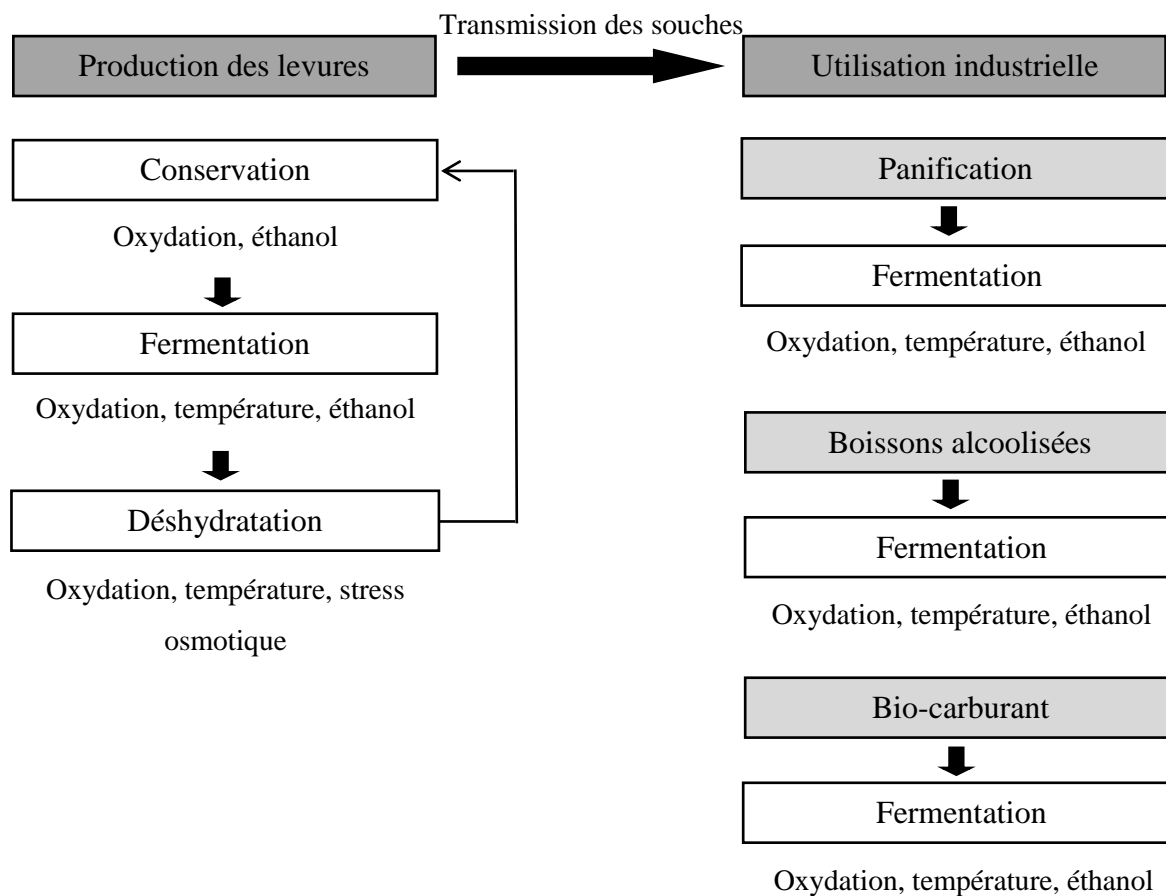 Transmission des souches
Production des levures
Utilisation industrielle
Conservation
Oxydation, éthanol
Fermentation
Oxydation, température, éthanol
Déshydratation
Oxydation, température, stress
osmotique
Panification
Fermentation
Oxydation, température, éthanol
Boissons alcoolisées
Fermentation
Oxydation, température, éthanol
Bio-carburant
Fermentation
Oxydation, température, éthanol